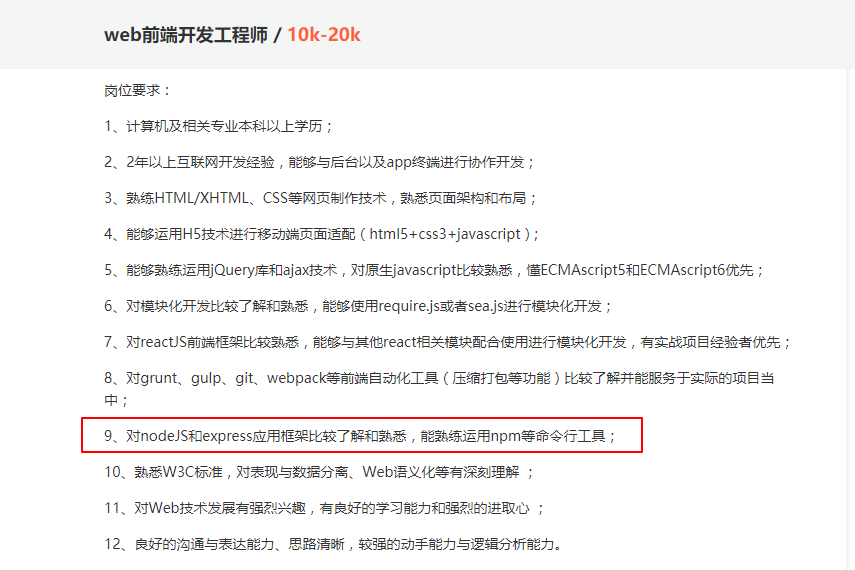 web前端开发工程师 / 10k-20k
岗位要求：
1、计算机及相关专业本科以上学历；
2、2年以上互联网开发经验，能够与后台以及app终端进行协作开发；
3、熟练HTML/XHTML、CSS等网页制作技术，熟悉页面架构和布局；
4、能够运用H5技术进行移动端页面适配（html5+css3+javascript）；
5、能够熟练运用jQuery库和ajax技术，对原生javascript比较熟悉，懂ECMAscript5和ECMAscript6优先；
6、对模块化开发比较了解和熟悉，能够使用require.js或者sea.js进行模块化开发；
7、对reactJS前端框架比较熟悉，能够与其他react相关模块配合使用进行模块化开发，有实战项目经验者优先；
8、对grunt、gulp、git、webpack等前端自动化工具（压缩打包等功能）比较了解并能服务于实际的项目当
中；
9、对nodeJS和express应用框架比较了解和熟悉，能熟练运用npm等命令行工具；
10、熟悉W3C标准，对表现与数据分离、Web语义化等有深刻理解 ；
11、对Web技术发展有强烈兴趣，有良好的学习能力和强烈的进取心 ；
12、良好的沟通与表达能力、思路清晰，较强的动手能力与逻辑分析能力。